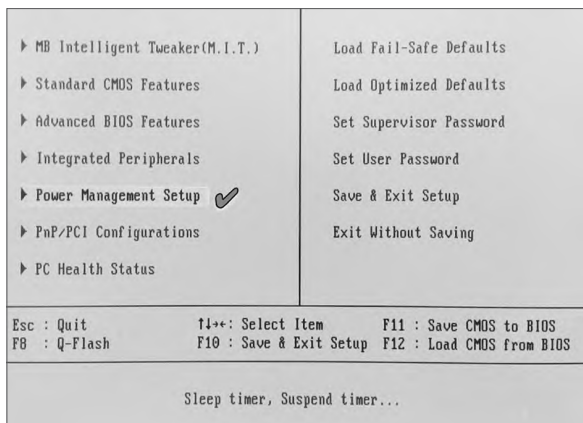 ▶ MB Intelligent Tweaker(M.I.T.)
▶ Standard CMOS Features
▶ Advanced BIOS Features
▶ Integrated Peripherals
▶ Power Management Setup
▶ PnP/PCI Configurations
▶ PC Health Status
Load Fail-Safe Defaults
Load Optimized Defaults
Set Supervisor Password
Set User Password
Save & Exit Setup
Exit Without Saving
Esc : Quit
F8 : Q-Flash
↑↓→←: Select Item
F10 : Save & Exit Setup
F11 : Save CMOS to BIOS
F12 : Load CMOS from BIOS
Sleep timer, Suspend timer...